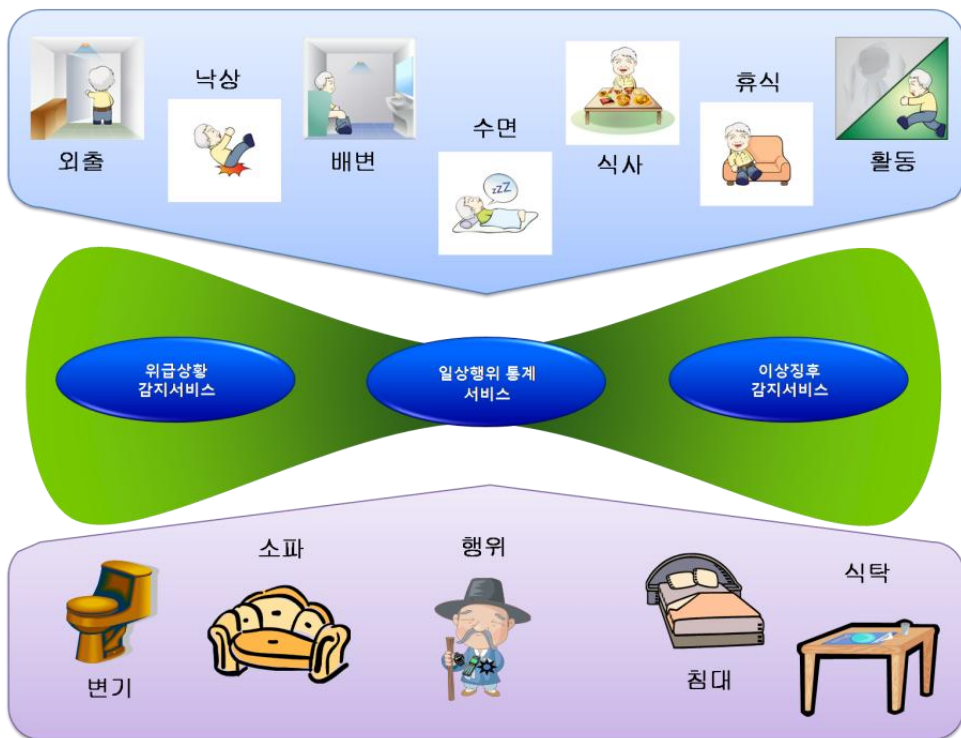 낙상
휴식
수면
외출
배변
식사
활동
zZZ
위급상황
감지서비스
일상행위 통계
서비스
이상징후
감지서비스
소파
행위
식탁
변기
침대